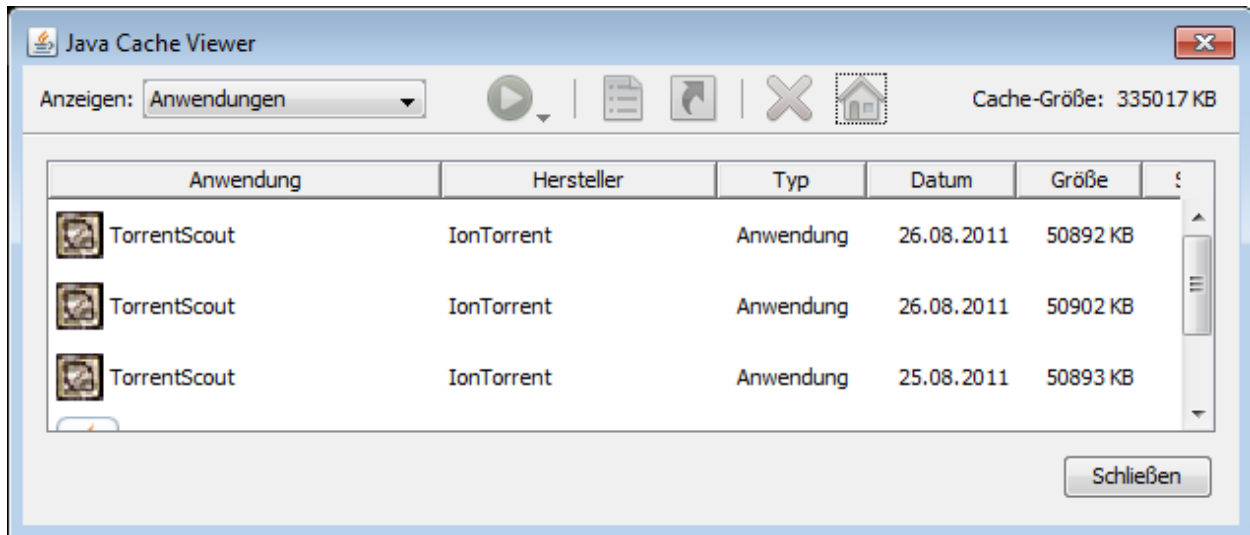 Java Cache Viewer
Anzeigen: Anwendungen Cache-Größe: 335017 KB
Anwendung Hersteller Typ Datum Größe
TorrentScout IonTorrent Anwendung 26.08.2011 50892 KB
TorrentScout IonTorrent Anwendung 26.08.2011 50902 KB
TorrentScout IonTorrent Anwendung 25.08.2011 50893 KB
Schließen